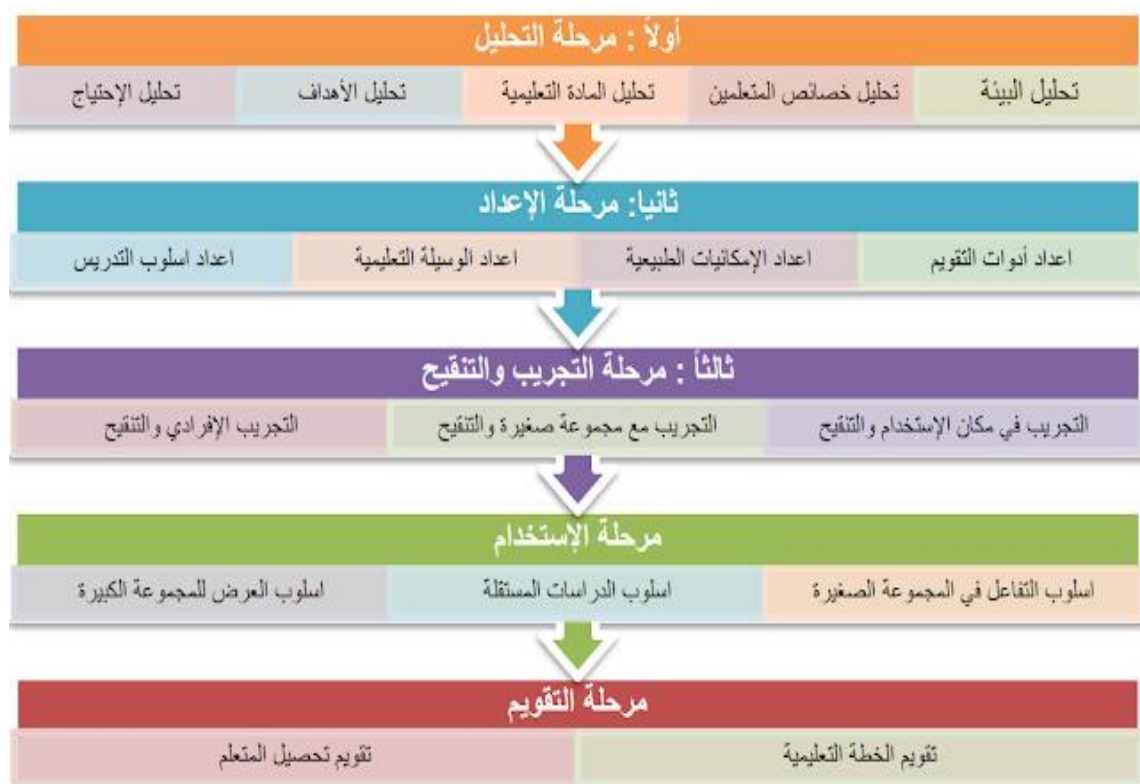 أولاً : مرحلة التحليل
تحليل البيئة
تحليل خصائص المتعلمين
تحليل المادة التعليمية
تحليل الأهداف
تحليل الإحتياج
ثانيا: مرحلة الإعداد
اعداد أدوات التقويم
اعداد الإمكانيات الطبيعية
اعداد الوسيلة التعليمية
اعداد اسلوب التدريس
ثالثاً : مرحلة التجريب والتنقيح
التجريب في مكان الإستخدام والتنقيح
التجريب مع مجموعة صغيرة والتنقيح
التجريب الإفرادي والتنقيح
مرحلة الإستخدام
اسلوب التفاعل في المجموعة الصغيرة
اسلوب الدراسات المستقلة
اسلوب العرض للمجموعة الكبيرة
مرحلة التقويم
تقويم الخطة التعليمية
تقويم تحصيل المتعلم